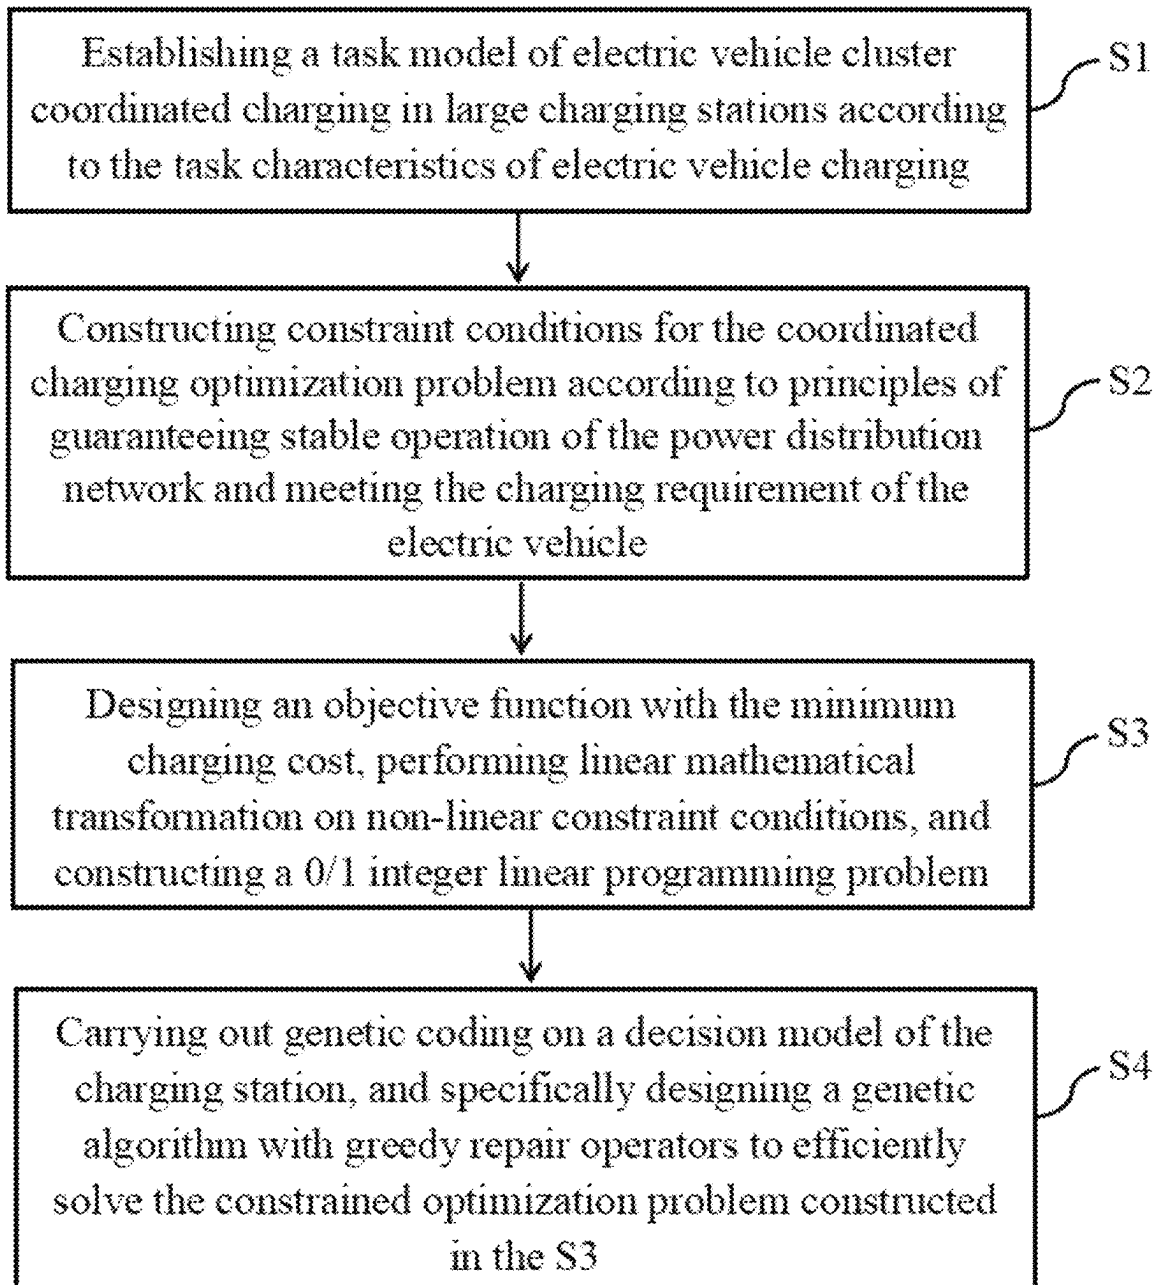 Establishing a task model of electric vehicle cluster
coordinated charging in large charging stations according
to the task characteristics of electric vehicle charging
S1
Constructing constraint conditions for the coordinated
charging optimization problem according to principles of
guaranteeing stable operation of the power distribution
network and meeting the charging requirement of the
electric vehicle
S2
Designing an objective function with the minimum
charging cost, performing linear mathematical
transformation on non-linear constraint conditions, and
constructing a 0/1 integer linear programming problem
S3
Carrying out genetic coding on a decision model of the
charging station, and specifically designing a genetic
algorithm with greedy repair operators to efficiently
solve the constrained optimization problem constructed
in the S3
S4